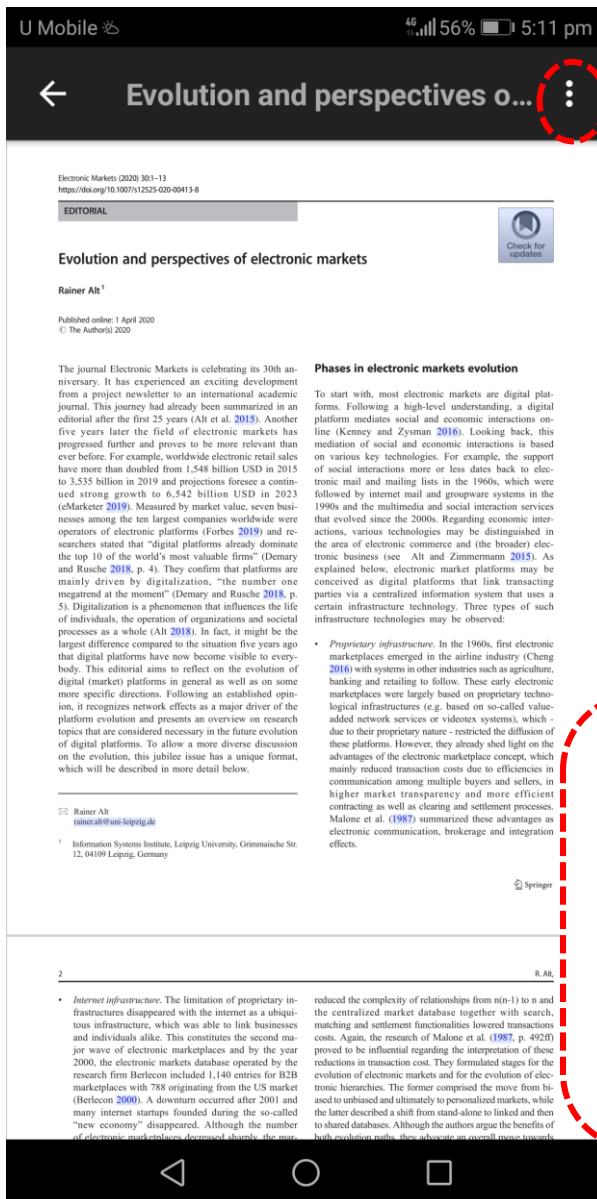 U Mobile 4G 56% 5:11 pm
Evolution and perspectives o...
Electronic Markets (2020) 30:1–13
https://doi.org/10.1007/s12525-020-00413-8
EDITORIAL
Check for
updates
Evolution and perspectives of electronic markets
Rainer Alt 1
Published online: 1 April 2020
© The Author(s) 2020
The journal Electronic Markets is celebrating its 30th an-
niversary. It has experienced an exciting development
from a project newsletter to an international academic
journal. This journey had already been summarized in an
editorial after the first 25 years (Alt et al. 2015). Another
five years later the field of electronic markets has
progressed further and proves to be more relevant than
ever before. For example, worldwide electronic retail sales
have more than doubled from 1,548 billion USD in 2015
to 3,535 billion in 2019 and projections foresee a contin-
ued strong growth to 6,542 billion USD in 2023
(eMarketer 2019). Measured by market value, seven busi-
nesses among the ten largest companies worldwide were
operators of electronic platforms (Forbes 2019) and re-
searchers stated that “digital platforms already dominate
the top 10 of the world’s most valuable firms” (Demary
and Rusche 2018, p. 4). They confirm that platforms are
mainly driven by digitalization, “the number one
megatrend at the moment” (Demary and Rusche 2018, p.
5). Digitalization is a phenomenon that influences the life
of individuals, the operation of organizations and societal
processes as a whole (Alt 2018). In fact, it might be the
largest difference compared to the situation five years ago
that digital platforms have now become visible to every-
body. This editorial aims to reflect on the evolution of
digital (market) platforms in general as well as on some
more specific directions. Following an established opin-
ion, it recognizes network effects as a major driver of the
platform evolution and presents an overview on research
topics that are considered necessary in the future evolution
of digital platforms. To allow a more diverse discussion
on the evolution, this jubilee issue has a unique format,
which will be described in more detail below.
Rainer Alt
rainer.alt@uni-leipzig.de
1 Information Systems Institute, Leipzig University, Grimmaische Str.
12, 04109 Leipzig, Germany
Phases in electronic markets evolution
To start with, most electronic markets are digital plat-
forms. Following a high-level understanding, a digital
platform mediates social and economic interactions on-
line (Kenney and Zysman 2016). Looking back, this
mediation of social and economic interactions is based
on various key technologies. For example, the support
of social interactions more or less dates back to elec-
tronic mail and mailing lists in the 1960s, which were
followed by internet mail and groupware systems in the
1990s and the multimedia and social interaction services
that evolved since the 2000s. Regarding economic inter-
actions, various technologies may be distinguished in
the area of electronic commerce and (the broader) elec-
tronic business (see Alt and Zimmermann 2015). As
explained below, electronic market platforms may be
conceived as digital platforms that link transacting
parties via a centralized information system that uses a
certain infrastructure technology. Three types of such
infrastructure technologies may be observed:
• Proprietary infrastructure. In the 1960s, first electronic
marketplaces emerged in the airline industry (Cheng
2016) with systems in other industries such as agriculture,
banking and retailing to follow. These early electronic
marketplaces were largely based on proprietary techno-
logical infrastructures (e.g. based on so-called value-
added network services or videotex systems), which -
due to their proprietary nature - restricted the diffusion of
these platforms. However, they already shed light on the
advantages of the electronic marketplace concept, which
mainly reduced transaction costs due to efficiencies in
communication among multiple buyers and sellers, in
higher market transparency and more efficient
contracting as well as clearing and settlement processes.
Malone et al. (1987) summarized these advantages as
electronic communication, brokerage and integration
effects.
Springer
2
R. Alt,
• Internet infrastructure. The limitation of proprietary in-
frastructures disappeared with the internet as a ubiqui-
tous infrastructure, which was able to link businesses
and individuals alike. This constitutes the second ma-
jor wave of electronic marketplaces and by the year
2000, the electronic markets database operated by the
research firm Berlecon included 1,140 entries for B2B
marketplaces with 788 originating from the US market
(Berlecon 2000). A downturn occurred after 2001 and
many internet startups founded during the so-called
“new economy” disappeared. Although the number
of electronic marketplaces decreased sharply, the mar-
reduced the complexity of relationships from n(n-1) to n and
the centralized market database together with search,
matching and settlement functionalities lowered transactions
costs. Again, the research of Malone et al. (1987, p. 492ff)
proved to be influential regarding the interpretation of these
reductions in transaction cost. They formulated stages for the
evolution of electronic markets and for the evolution of elec-
tronic hierarchies. The former comprised the move from bi-
ased to unbiased and ultimately to personalized markets, while
the latter described a shift from stand-alone to linked and then
to shared databases. Although the authors argue the benefits of
both evolution paths, they advocate an overall move towards